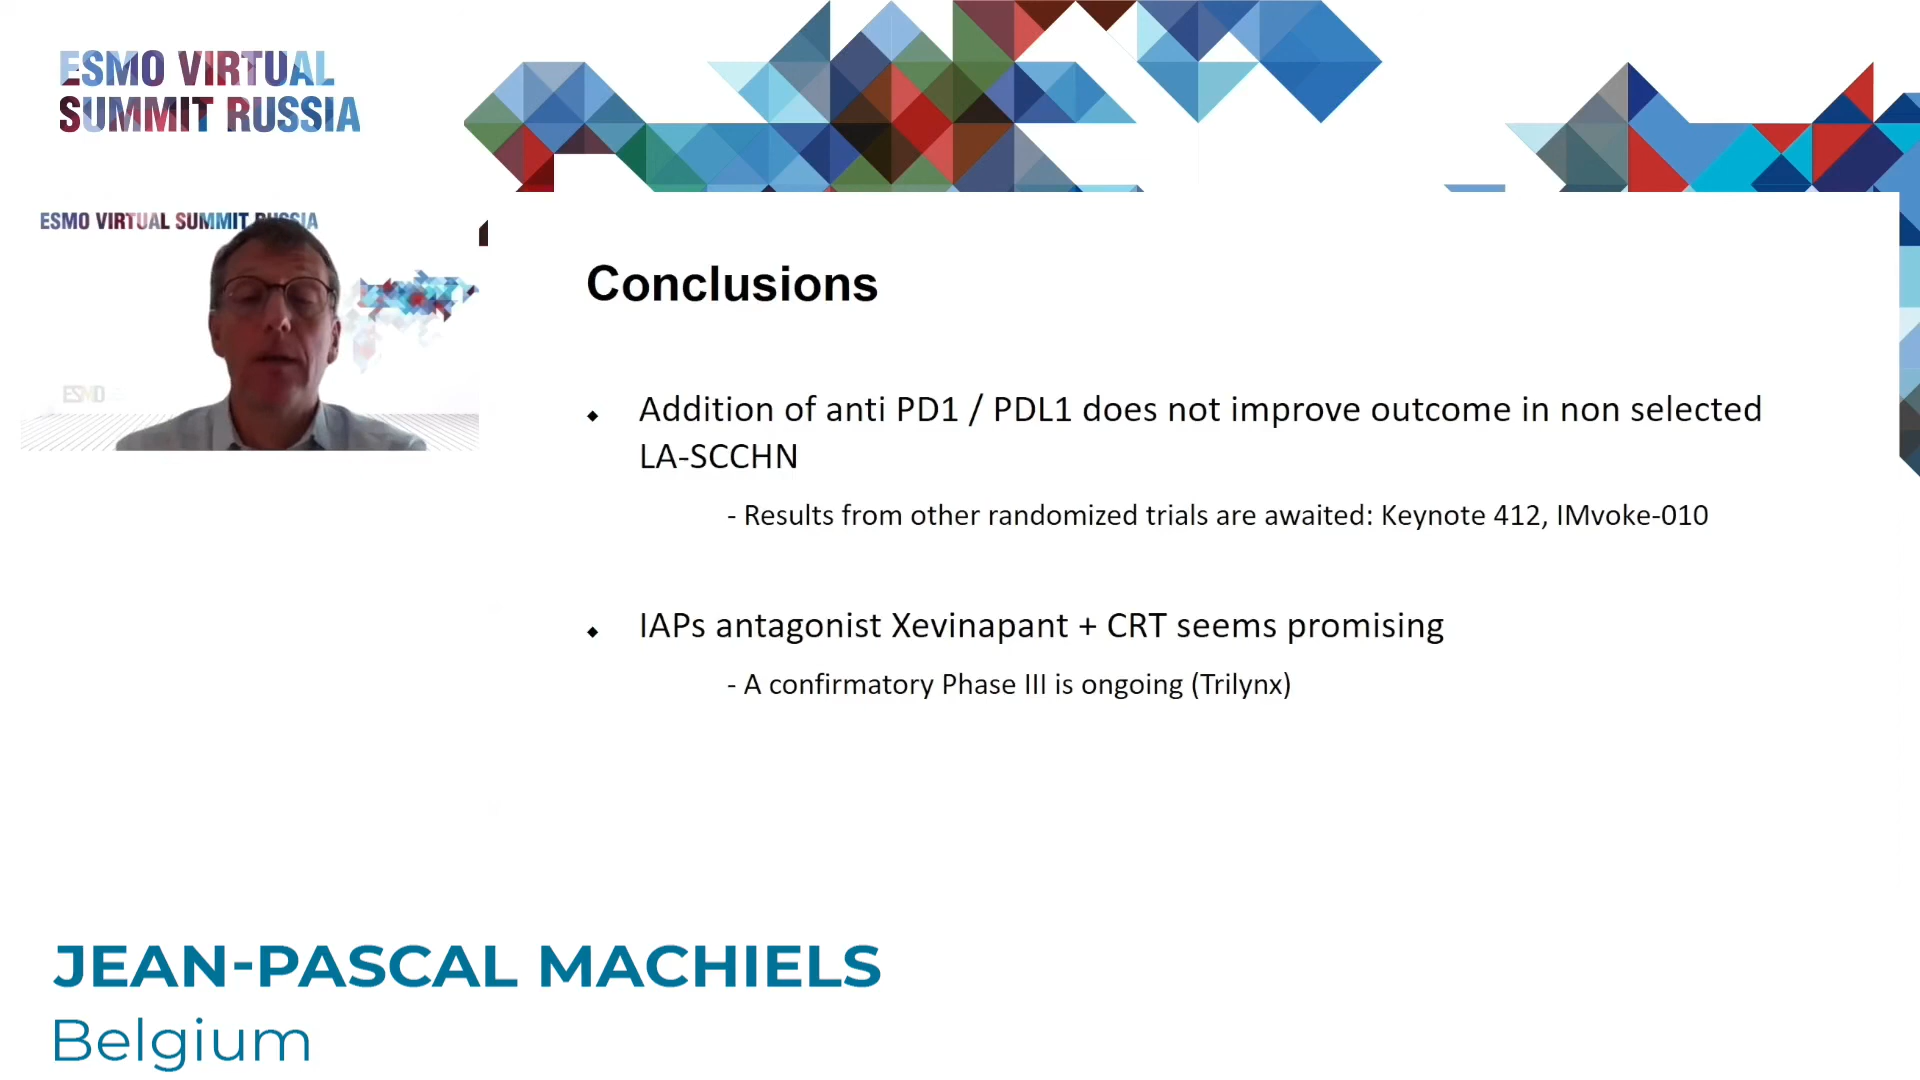 ESMO VIRTUAL
SUMMIT RUSSIA
ESMO VIRTUAL SUMMIT RUSSIA
ESMO
Conclusions
Addition of anti PD1 / PDL1 does not improve outcome in non selected
LA-SCCHN
- Results from other randomized trials are awaited: Keynote 412, IMvoke-010
IAPs antagonist Xevinapant + CRT seems promising
- A confirmatory Phase III is ongoing (Trilynx)
JEAN-PASCAL MACHIELS
Belgium